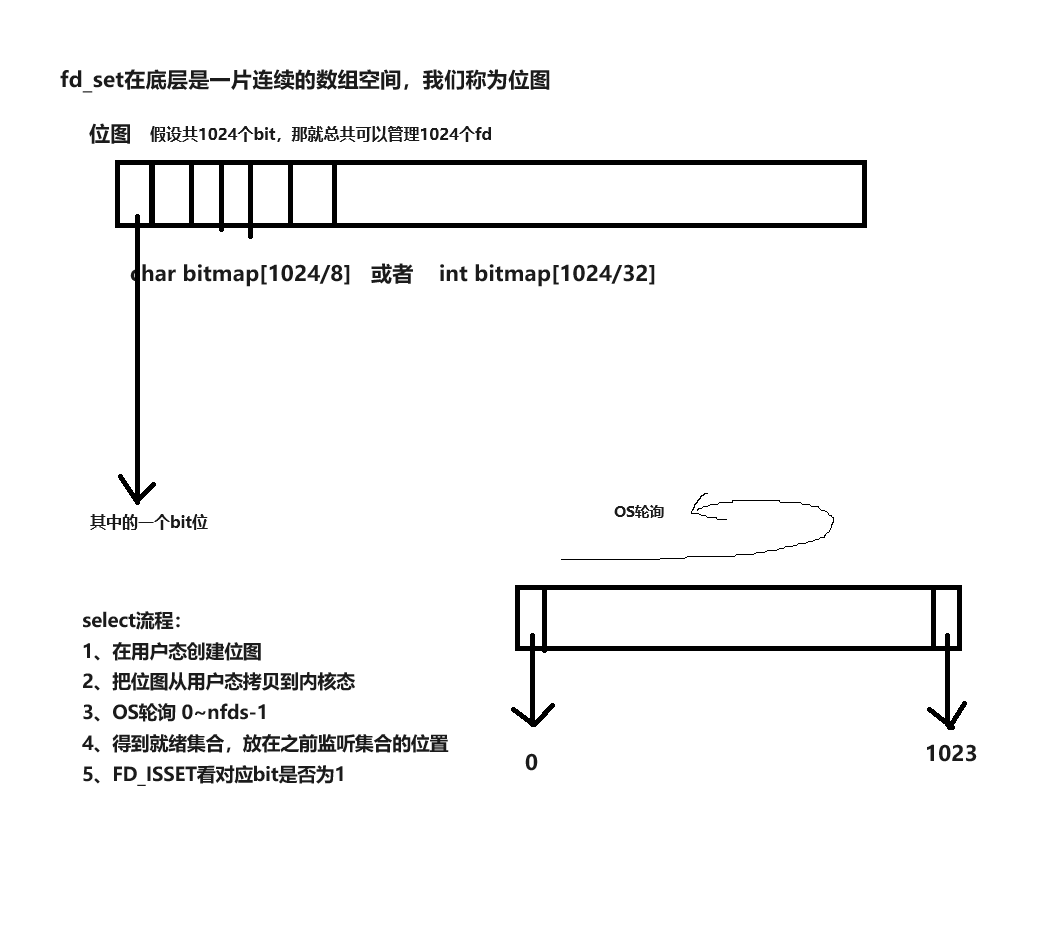 fd_set在底层是一片连续的数组空间，我们称为位图
位图 假设共1024个bit，那就总共可以管理1024个fd
char bitmap[1024/8] 或者 int bitmap[1024/32]
其中的一个bit位
OS轮询
select流程：
1、在用户态创建位图
2、把位图从用户态拷贝到内核态
3、OS轮询 0~nfds-1
4、得到就绪集合，放在之前监听集合的位置
5、FD_ISSET看对应bit是否为1
0
1023